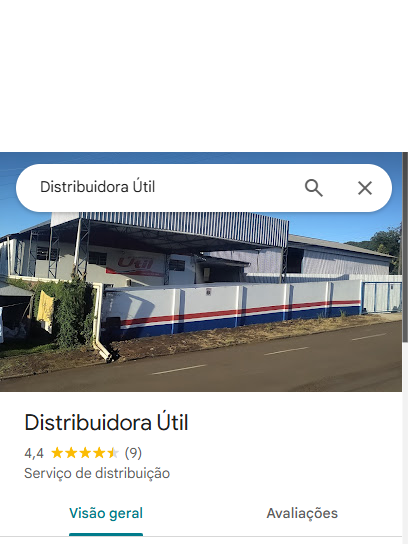 Distribuidora Útil
Útil
Distribuidora Útil
4,4 (9)
Serviço de distribuição
Visão geral
Avaliações